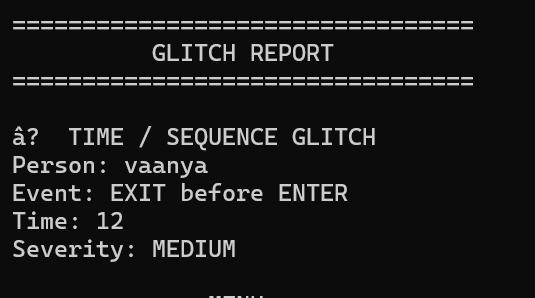 =================================
GLITCH REPORT
=================================
â? TIME / SEQUENCE GLITCH
Person: vaanya
Event: EXIT before ENTER
Time: 12
Severity: MEDIUM